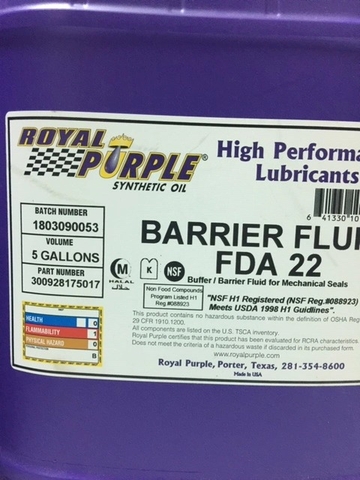 ROYAL
PURPLE®
SYNTHETIC OIL
High Performa
Lubricants
BATCH NUMBER
1803090053
VOLUME
5 GALLONS
PART NUMBER
300928175017
6 41330 10
BARRIER FLUI
FDA 22
Buffer / Barrier Fluid for Mechanical Seals
M
HALAL
K
NSF
Non Food Compounds
Program Listed H1
Reg.#088923
"NSF H1 Registered (NSF Reg.#088923)
Meets USDA 1998 H1 Guidlines".
HEALTH 0
FLAMMABILITY 1
PHYSICAL HAZARD 0
B
This product contains no hazardous substance within the definition of OSHA Reg
29 CFR 1910.1200.
All components are listed on the U.S. TSCA inventory.
Royal Purple certifies that this product has been evaluated for RCRA characteristics.
Does not meet the criteria of a hazardous waste if discarded in its purchased form.
www.royalpurple.com
Royal Purple, Porter, Texas, 281-354-8600
Made in USA